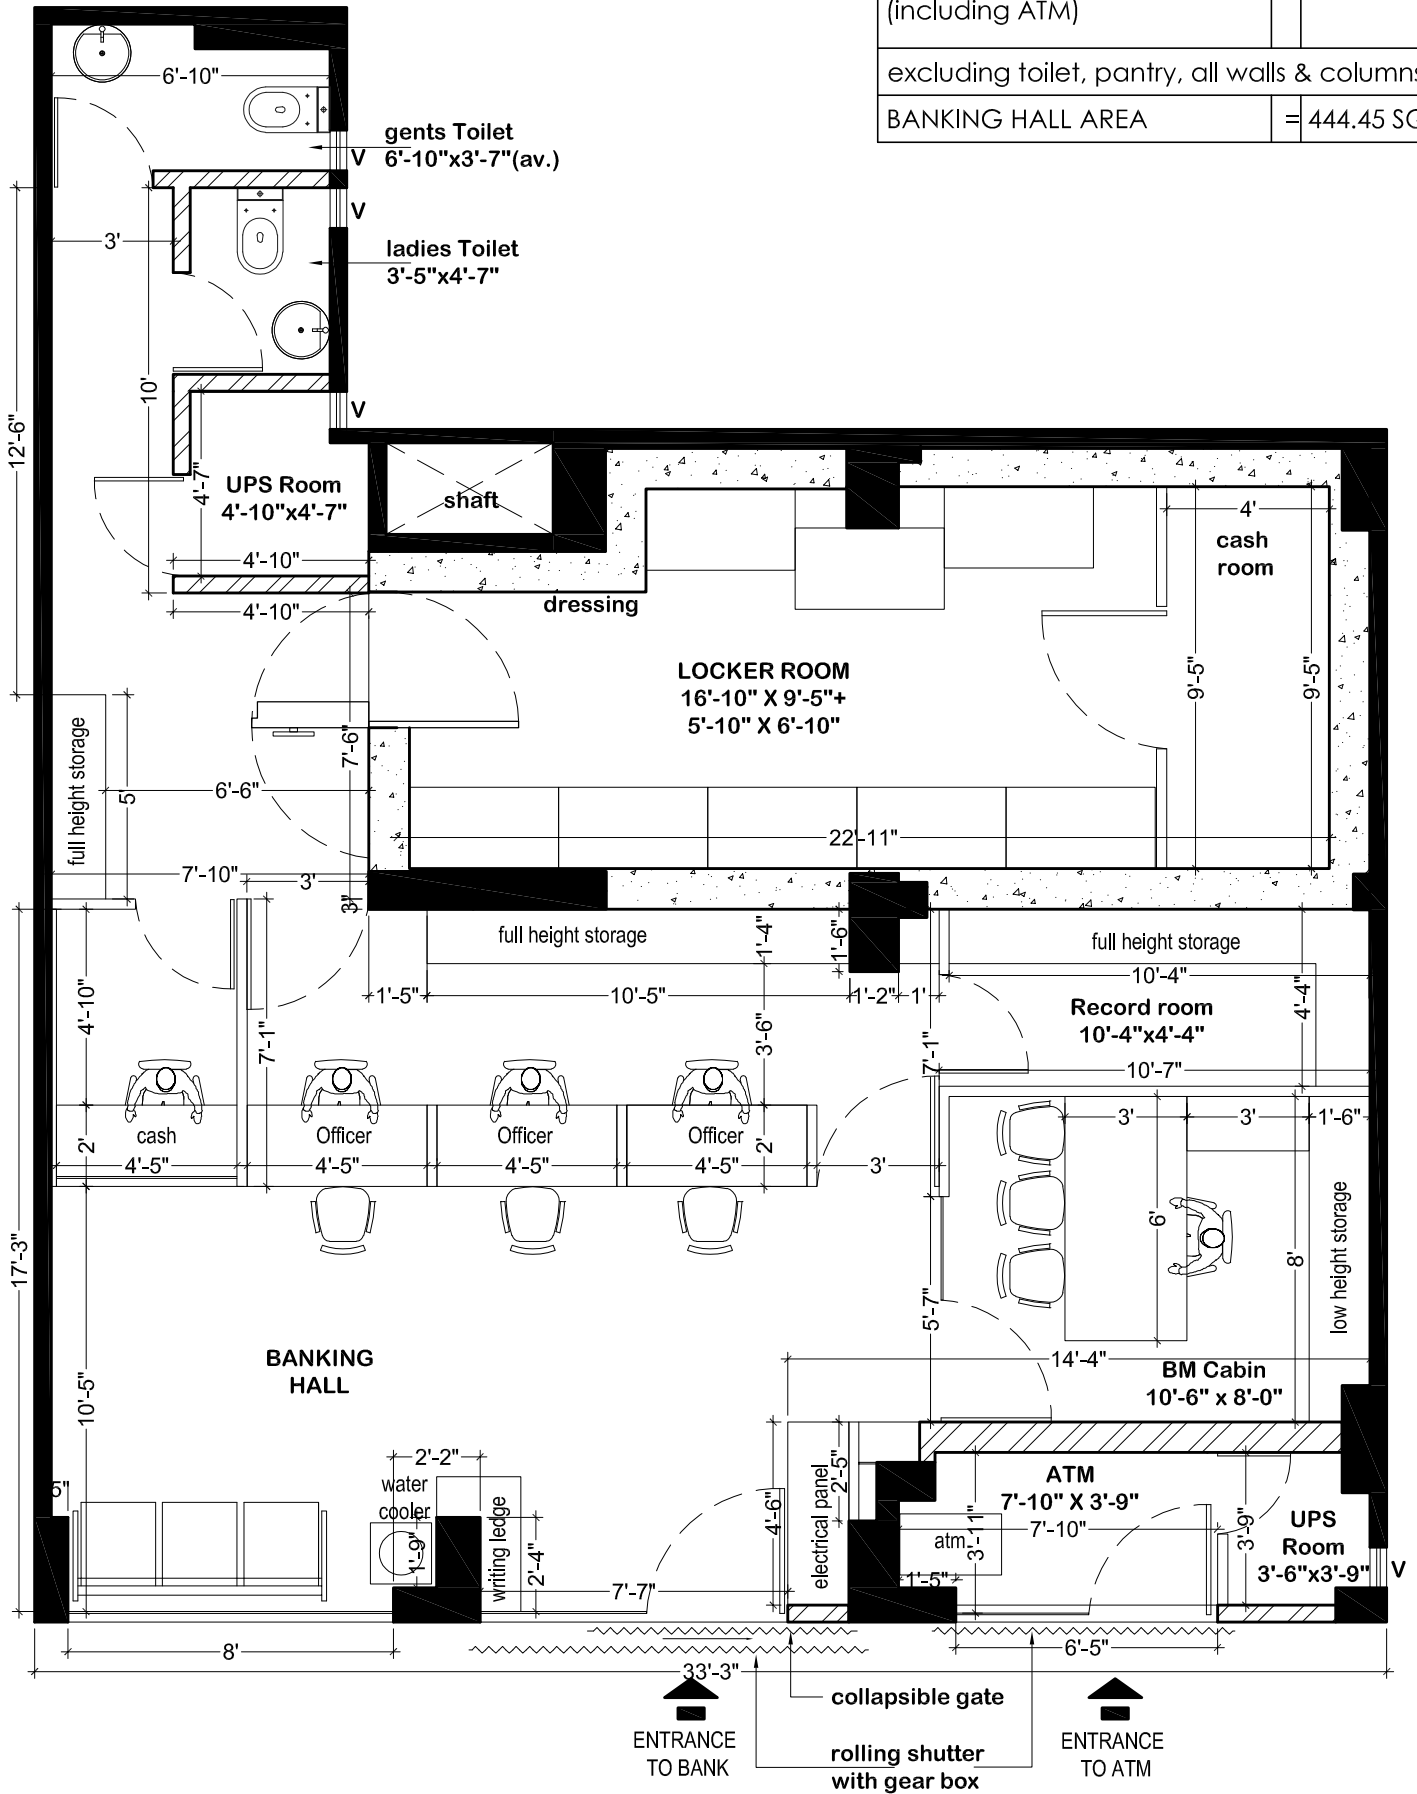 (including ATM)
excluding toilet, pantry, all walls & columns
BANKING HALL AREA = 444.45 SQ
6'-10"
gents Toilet
6'-10"x3'-7"(av.)
V
V
3'
ladies Toilet
3'-5"x4'-7"
10'
12'-6"
V
4'-7"
UPS Room
4'-10"x4'-7"
shaft
4'
cash
room
4'-10"
4'-10"
dressing
LOCKER ROOM
16'-10" X 9'-5"+
5'-10" X 6'-10"
9'-5"
9'-5"
full height storage
5'
6'-6"
7'-6"
22'-11"
7'-10"
3'
3"
full height storage
1'-4"
1'-6"
full height storage
1'-5"
10'-5"
1'-2"
1'
10'-4"
4'-4"
Record room
10'-4"x4'-4"
4'-10"
7'-1"
3'-6"
7'-1"
10'-7"
cash
Officer
Officer
Officer
2'
2'
4'-5"
4'-5"
4'-5"
4'-5"
3'
3'
3'
1'-6"
6'
8'
low height storage
17'-3"
5'-7"
10'-5"
BANKING
HALL
14'-4"
BM Cabin
10'-6" x 8'-0"
5"
2'-2"
water
cooler
1'-9"
writing ledge
2'-4"
7'-7"
4'-6"
electrical panel
2'-5"
ATM
7'-10" X 3'-9"
7'-10"
atm
3'-11"
1'-5"
3'-9"
UPS
Room
3'-6"x3'-9"
V
8'
6'-5"
33'-3"
collapsible gate
ENTRANCE
TO BANK
rolling shutter
with gear box
ENTRANCE
TO ATM